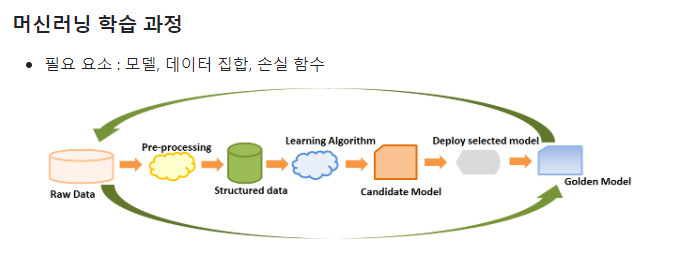 머신러닝 학습 과정
필요 요소 : 모델, 데이터 집합, 손실 함수
Pre-processing
Learning Algorithm
Deploy selected model
Raw Data
Structured data
Candidate Model
Golden Model